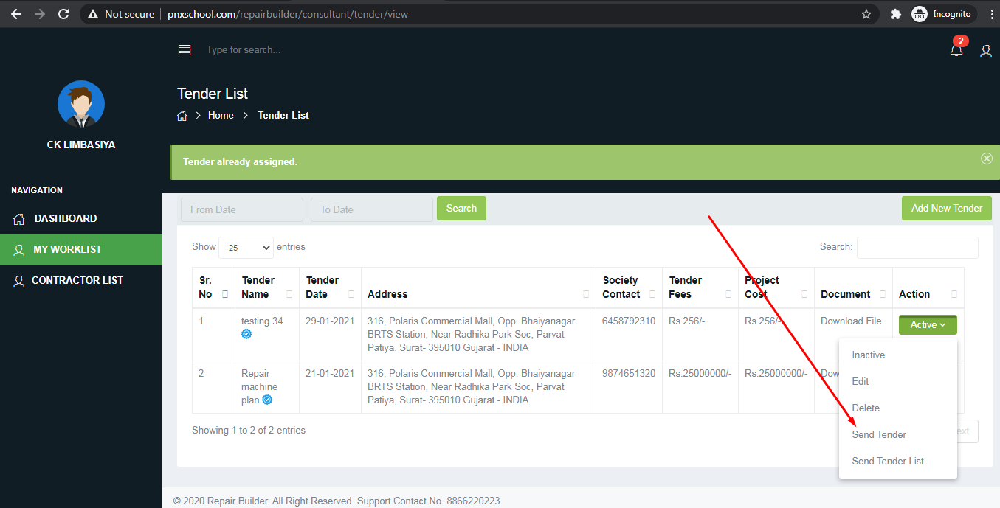 Not secure | pnxschool.com/repairbuilder/consultant/tender/view
Incognito
Type for search...
2
CK LIMBASIYA
NAVIGATION
DASHBOARD
MY WORKLIST
CONTRACTOR LIST
Tender List
Home > Tender List
Tender already assigned.
From Date To Date Search Add New Tender
Show 25 entries Search:
Sr. No Tender Name Tender Date Address Society Contact Tender Fees Project Cost Document Action
1 testing 34 29-01-2021 316, Polaris Commercial Mall, Opp. Bhaiyanagar
BRTS Station, Near Radhika Park Soc, Parvat
Patiya, Surat- 395010 Gujarat - INDIA
6458792310 Rs.256/- Rs.256/- Download File Active
2 Repair machine plan 21-01-2021 316, Polaris Commercial Mall, Opp. Bhaiyanagar
BRTS Station, Near Radhika Park Soc, Parvat
Patiya, Surat- 395010 Gujarat - INDIA
9874651320 Rs.25000000/- Rs.25000000/- Dow
Inactive
Edit
Delete
Send Tender
Send Tender List
Showing 1 to 2 of 2 entries
ext
© 2020 Repair Builder. All Right Reserved. Support Contact No. 8866220223